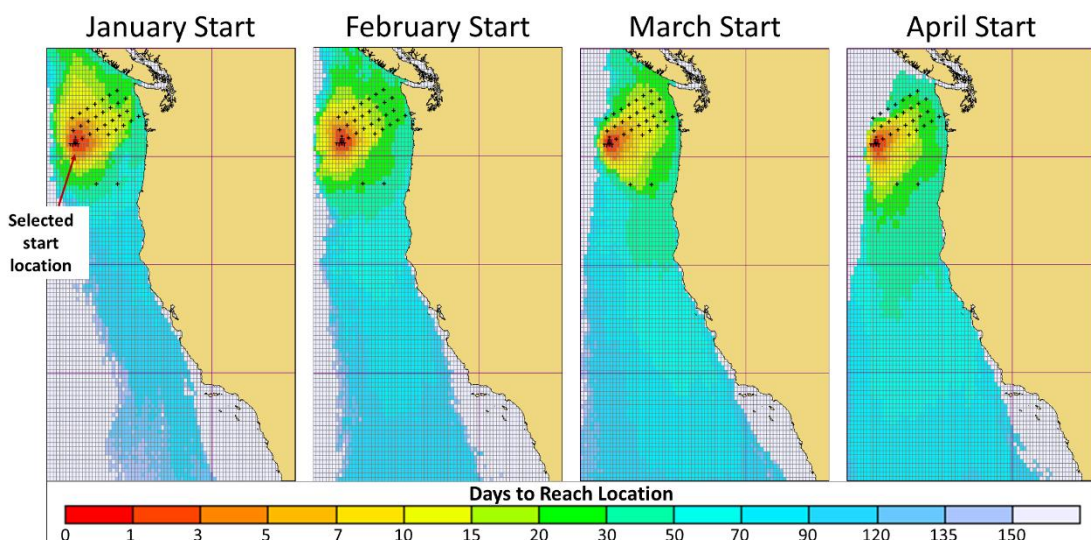 January Start
February Start
March Start
April Start
Selected
start
location
Days to Reach Location
0 1 3 5 7 10 15 20 30 50 70 90 120 135 150